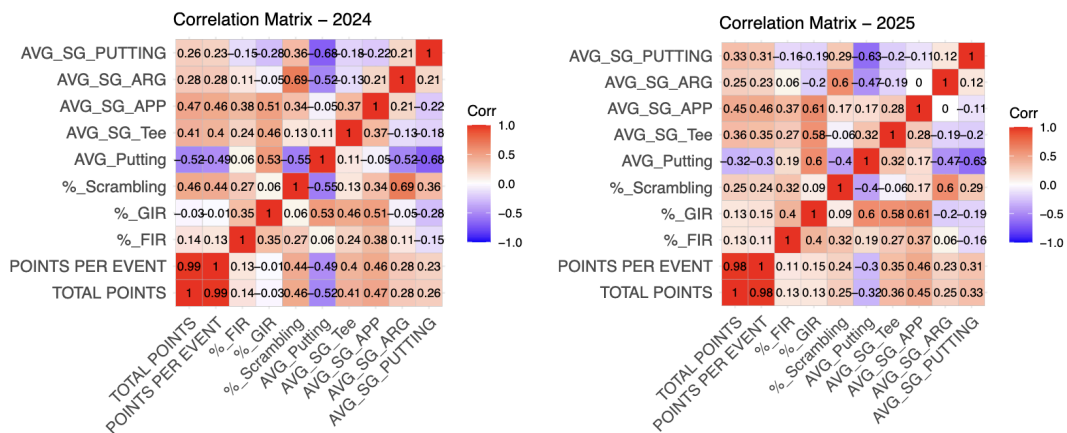 Correlation Matrix – 2024
AVG_SG_PUTTING 0.26 0.23 −0.15 −0.28 0.36 −0.68 −0.18 −0.22 0.21 1
AVG_SG_ARG 0.28 0.28 0.11 −0.05 0.69 −0.52 −0.13 0.21 1 0.21
AVG_SG_APP 0.47 0.46 0.38 0.51 0.34 −0.05 0.37 1 0.21 −0.22
AVG_SG_Tee 0.41 0.4 0.24 0.46 0.13 0.11 1 0.37 −0.13 −0.18
AVG_Putting −0.52 −0.49 0.06 0.53 −0.55 1 0.11 −0.05 −0.52 −0.68
%_Scrambling 0.46 0.44 0.27 0.06 1 −0.55 0.13 0.34 0.69 0.36
%_GIR −0.03 −0.01 0.35 1 0.06 0.53 0.46 0.51 −0.05 −0.28
%_FIR 0.14 0.13 1 0.35 0.27 0.06 0.24 0.38 0.11 −0.15
POINTS PER EVENT 0.99 1 0.13 −0.01 0.44 −0.49 0.4 0.46 0.28 0.23
TOTAL POINTS 1 0.99 0.14 −0.03 0.46 −0.52 0.41 0.47 0.28 0.26
TOTAL POINTS
POINTS PER EVENT
%_FIR
%_GIR
%_Scrambling
AVG_Putting
AVG_SG_Tee
AVG_SG_APP
AVG_SG_ARG
AVG_SG_PUTTING
Corr
1.0
0.5
0.0
−0.5
−1.0
Correlation Matrix – 2025
AVG_SG_PUTTING 0.33 0.31 −0.16 −0.19 0.29 −0.63 −0.2 −0.11 0.12 1
AVG_SG_ARG 0.25 0.23 0.06 −0.2 0.6 −0.47 −0.19 0 1 0.12
AVG_SG_APP 0.45 0.46 0.37 0.61 0.17 0.17 0.28 1 0 −0.11
AVG_SG_Tee 0.36 0.35 0.27 0.58 −0.06 0.32 1 0.28 −0.19 −0.2
AVG_Putting −0.32 −0.3 0.19 0.6 −0.4 1 0.32 0.17 −0.47 −0.63
%_Scrambling 0.25 0.24 0.32 0.09 1 −0.4 −0.06 0.17 0.6 0.29
%_GIR 0.13 0.15 0.4 1 0.09 0.6 0.58 0.61 −0.2 −0.19
%_FIR 0.13 0.11 1 0.4 0.32 0.19 0.27 0.37 0.06 −0.16
POINTS PER EVENT 0.98 1 0.11 0.15 0.24 −0.3 0.35 0.46 0.23 0.31
TOTAL POINTS 1 0.98 0.13 0.13 0.25 −0.32 0.36 0.45 0.25 0.33
TOTAL POINTS
POINTS PER EVENT
%_FIR
%_GIR
%_Scrambling
AVG_Putting
AVG_SG_Tee
AVG_SG_APP
AVG_SG_ARG
AVG_SG_PUTTING
Corr
1.0
0.5
0.0
−0.5
−1.0